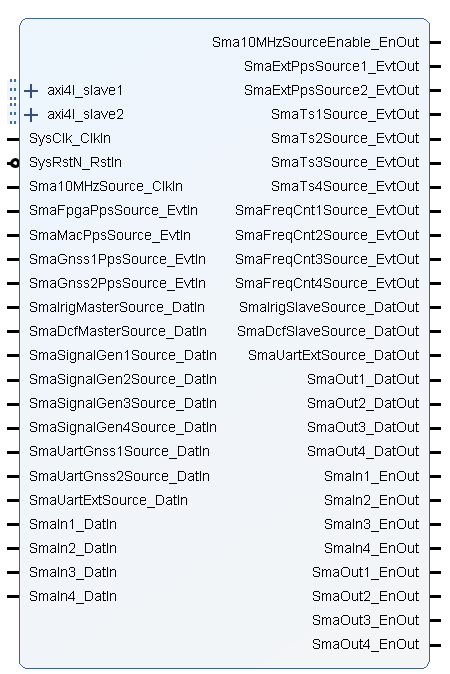 axi4l_slave1
axi4l_slave2
SysClk_ClkIn
SysRstN_RstIn
Sma10MHzSource_ClkIn
SmaFpgaPpsSource_EvtIn
SmaMacPpsSource_EvtIn
SmaGnss1PpsSource_EvtIn
SmaGnss2PpsSource_EvtIn
SmaIrigMasterSource_DatIn
SmaDcfMasterSource_DatIn
SmaSignalGen1Source_DatIn
SmaSignalGen2Source_DatIn
SmaSignalGen3Source_DatIn
SmaSignalGen4Source_DatIn
SmaUartGnss1Source_DatIn
SmaUartGnss2Source_DatIn
SmaUartExtSource_DatIn
SmaIn1_DatIn
SmaIn2_DatIn
SmaIn3_DatIn
SmaIn4_DatIn
Sma10MHzSourceEnable_EnOut
SmaExtPpsSource1_EvtOut
SmaExtPpsSource2_EvtOut
SmaTs1Source_EvtOut
SmaTs2Source_EvtOut
SmaTs3Source_EvtOut
SmaTs4Source_EvtOut
SmaFreqCnt1Source_EvtOut
SmaFreqCnt2Source_EvtOut
SmaFreqCnt3Source_EvtOut
SmaFreqCnt4Source_EvtOut
SmaIrigSlaveSource_DatOut
SmaDcfSlaveSource_DatOut
SmaUartExtSource_DatOut
SmaOut1_DatOut
SmaOut2_DatOut
SmaOut3_DatOut
SmaOut4_DatOut
SmaIn1_EnOut
SmaIn2_EnOut
SmaIn3_EnOut
SmaIn4_EnOut
SmaOut1_EnOut
SmaOut2_EnOut
SmaOut3_EnOut
SmaOut4_EnOut